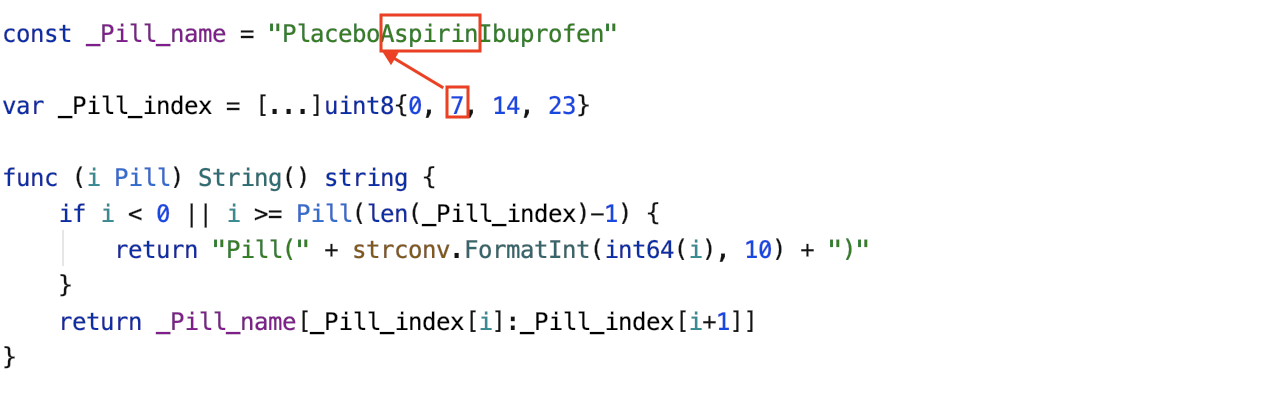 const _Pill_name = "PlaceboAspirinIbuprofen"
var _Pill_index = [...]uint8{0, 7, 14, 23}
func (i Pill) String() string {
    if i < 0 || i >= Pill(len(_Pill_index)-1) {
        return "Pill(" + strconv.FormatInt(int64(i), 10) + ")"
    }
    return _Pill_name[_Pill_index[i]:_Pill_index[i+1]]
}